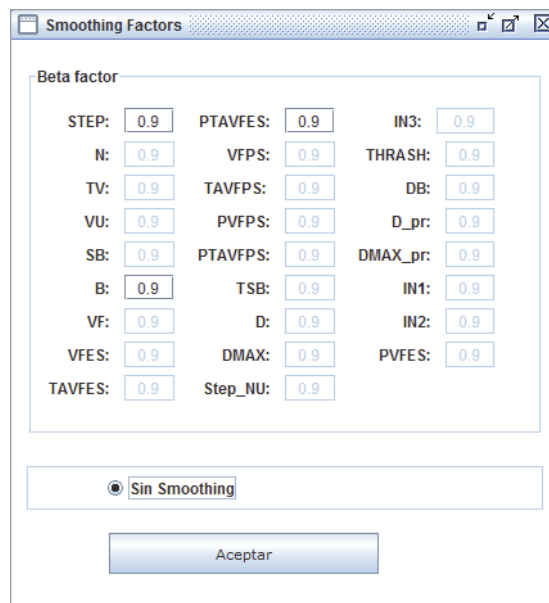 Smoothing Factors
Beta factor
STEP: 0.9 PTAVFES: 0.9 IN3: 0.9
N: 0.9 VFPS: 0.9 THRASH: 0.9
TV: 0.9 TAVFPS: 0.9 DB: 0.9
VU: 0.9 PVFPS: 0.9 D_pr: 0.9
SB: 0.9 PTAVFPS: 0.9 DMAX_pr: 0.9
B: 0.9 TSB: 0.9 IN1: 0.9
VF: 0.9 D: 0.9 IN2: 0.9
VFES: 0.9 DMAX: 0.9 PVFES: 0.9
TAVFES: 0.9 Step_NU: 0.9
Sin Smoothing
Aceptar